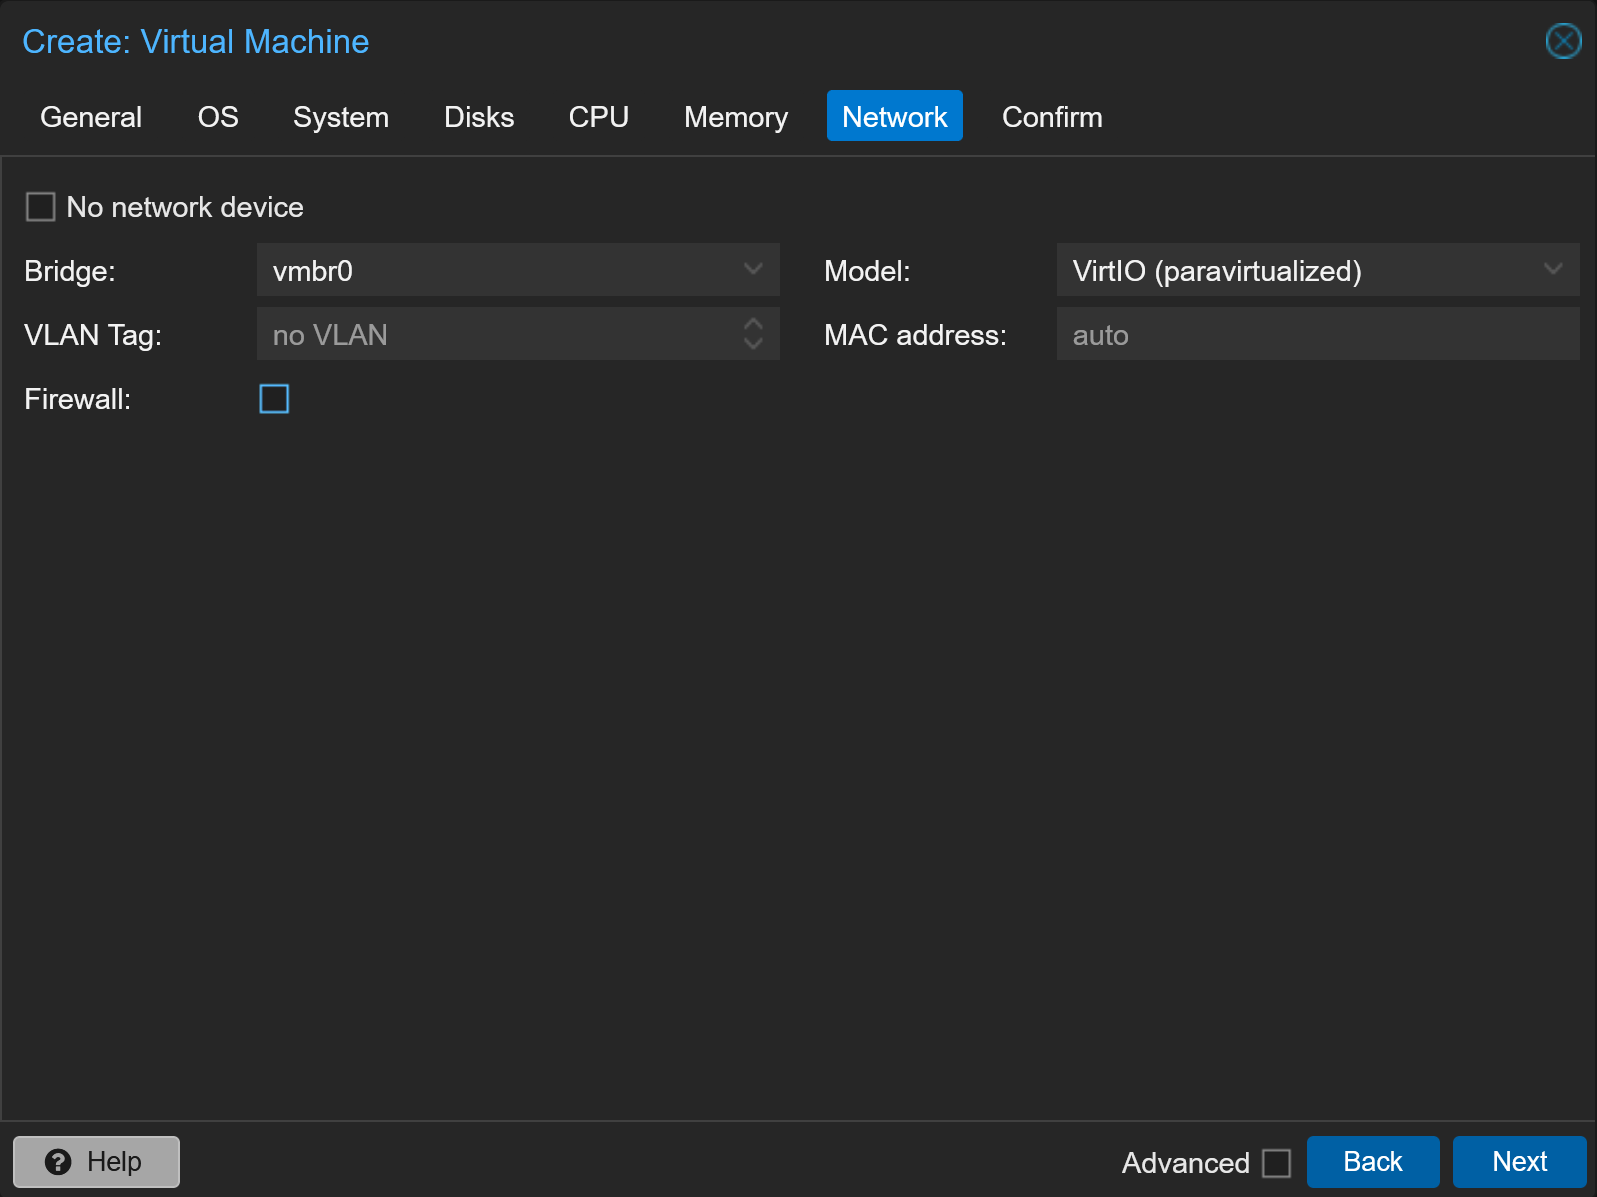 Create: Virtual Machine
General OS System Disks CPU Memory Network Confirm
No network device
Bridge: vmbr0 Model: VirtIO (paravirtualized)
VLAN Tag: no VLAN MAC address: auto
Firewall:
? Help Advanced Back Next